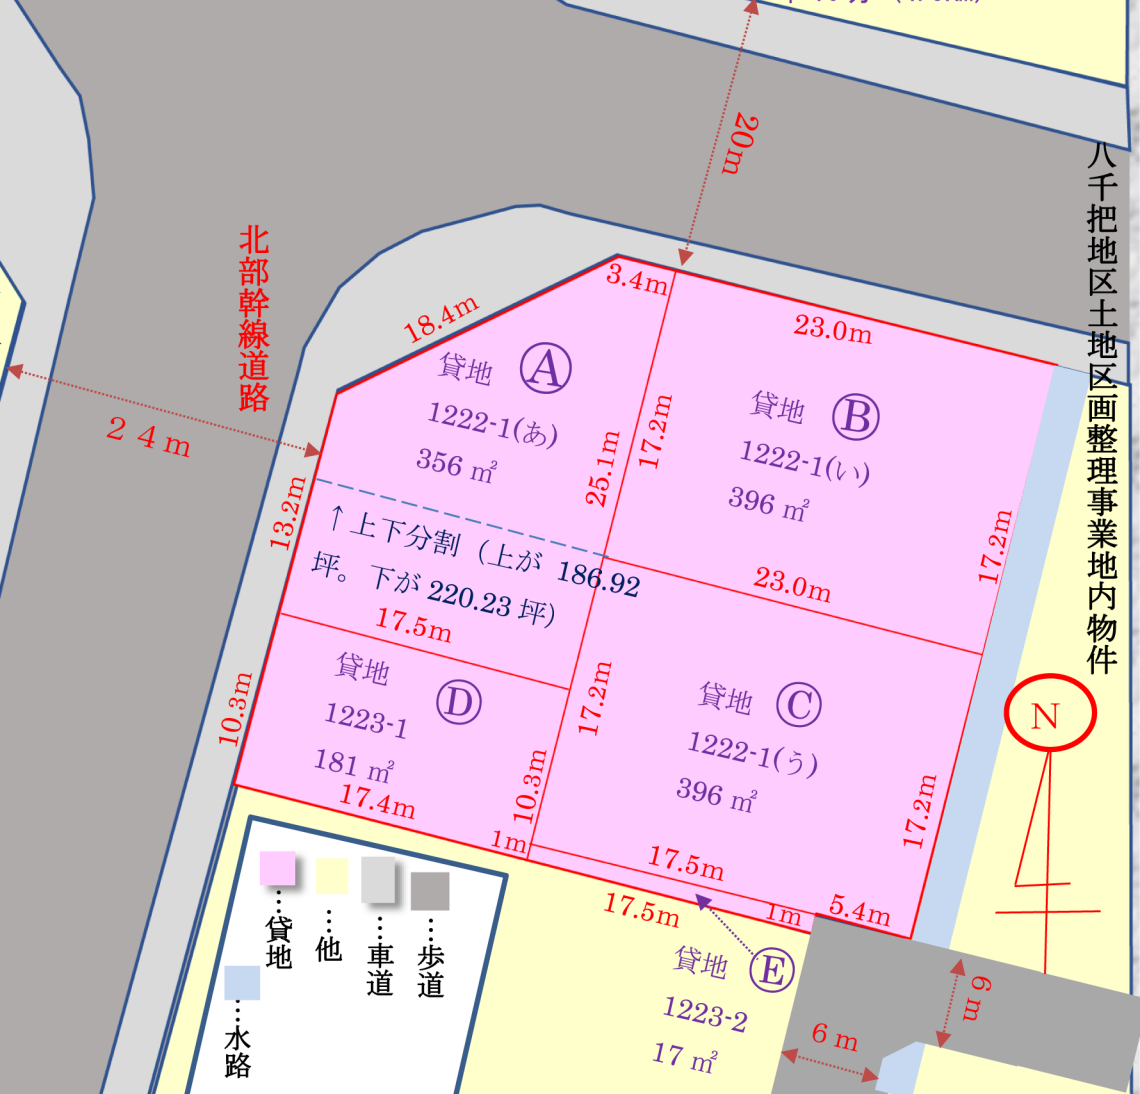 20m
八千把地区土地区画整理事業地内物件
北部幹線道路
24m
18.4m
3.4m
23.0m
貸地 Ⓐ
1222-1(あ)
356 ㎡
25.1m
17.2m
貸地 Ⓑ
1222-1(い)
396 ㎡
17.2m
13.2m
↑上下分割（上が 186.92
坪。下が 220.23 坪）
23.0m
17.5m
貸地 Ⓓ
1223-1
181 ㎡
10.3m
17.4m
17.2m
10.3m
貸地 Ⓒ
1222-1(う)
396 ㎡
17.2m
N
1m
17.5m
17.5m
1m
5.4m
貸地 Ⓔ
1223-2
17 ㎡
6m
6m
…貸地
…他
…車道
…歩道
…水路